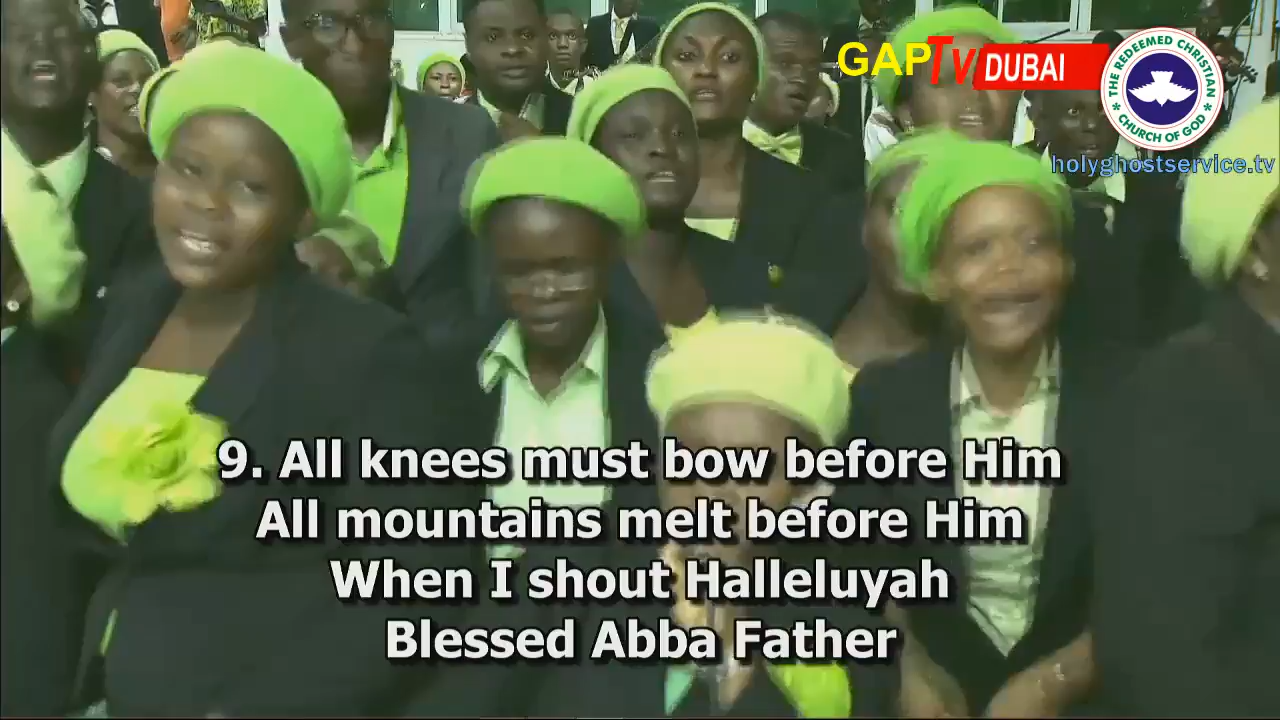 GAPTV DUBAI
THE REDEEMED CHRISTIAN
CHURCH OF GOD
holyghostservice.tv
9. All knees must bow before Him
All mountains melt before Him
When I shout Halleluyah
Blessed Abba Father